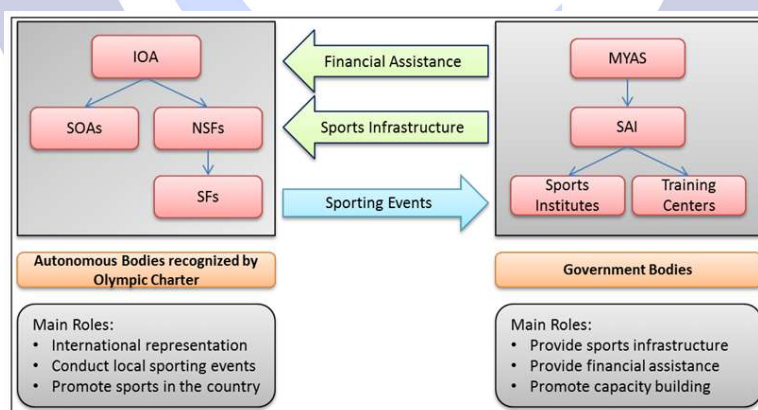 IOA
SOAs
NSFs
SFs
Financial Assistance
Sports Infrastructure
Sporting Events
MYAS
SAI
Sports
Institutes
Training
Centers
Autonomous Bodies recognized by
Olympic Charter
Government Bodies
Main Roles:
• International representation
• Conduct local sporting events
• Promote sports in the country
Main Roles:
• Provide sports infrastructure
• Provide financial assistance
• Promote capacity building